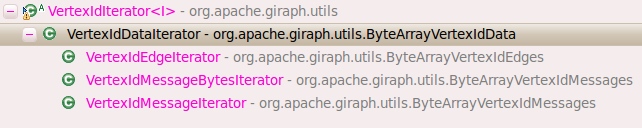 VertexIdIterator<I> - org.apache.giraph.utils
VertexIdDataIterator - org.apache.giraph.utils.ByteArrayVertexIdData
VertexIdEdgeIterator - org.apache.giraph.utils.ByteArrayVertexIdEdges
VertexIdMessageBytesIterator - org.apache.giraph.utils.ByteArrayVertexIdMessages
VertexIdMessageIterator - org.apache.giraph.utils.ByteArrayVertexIdMessages